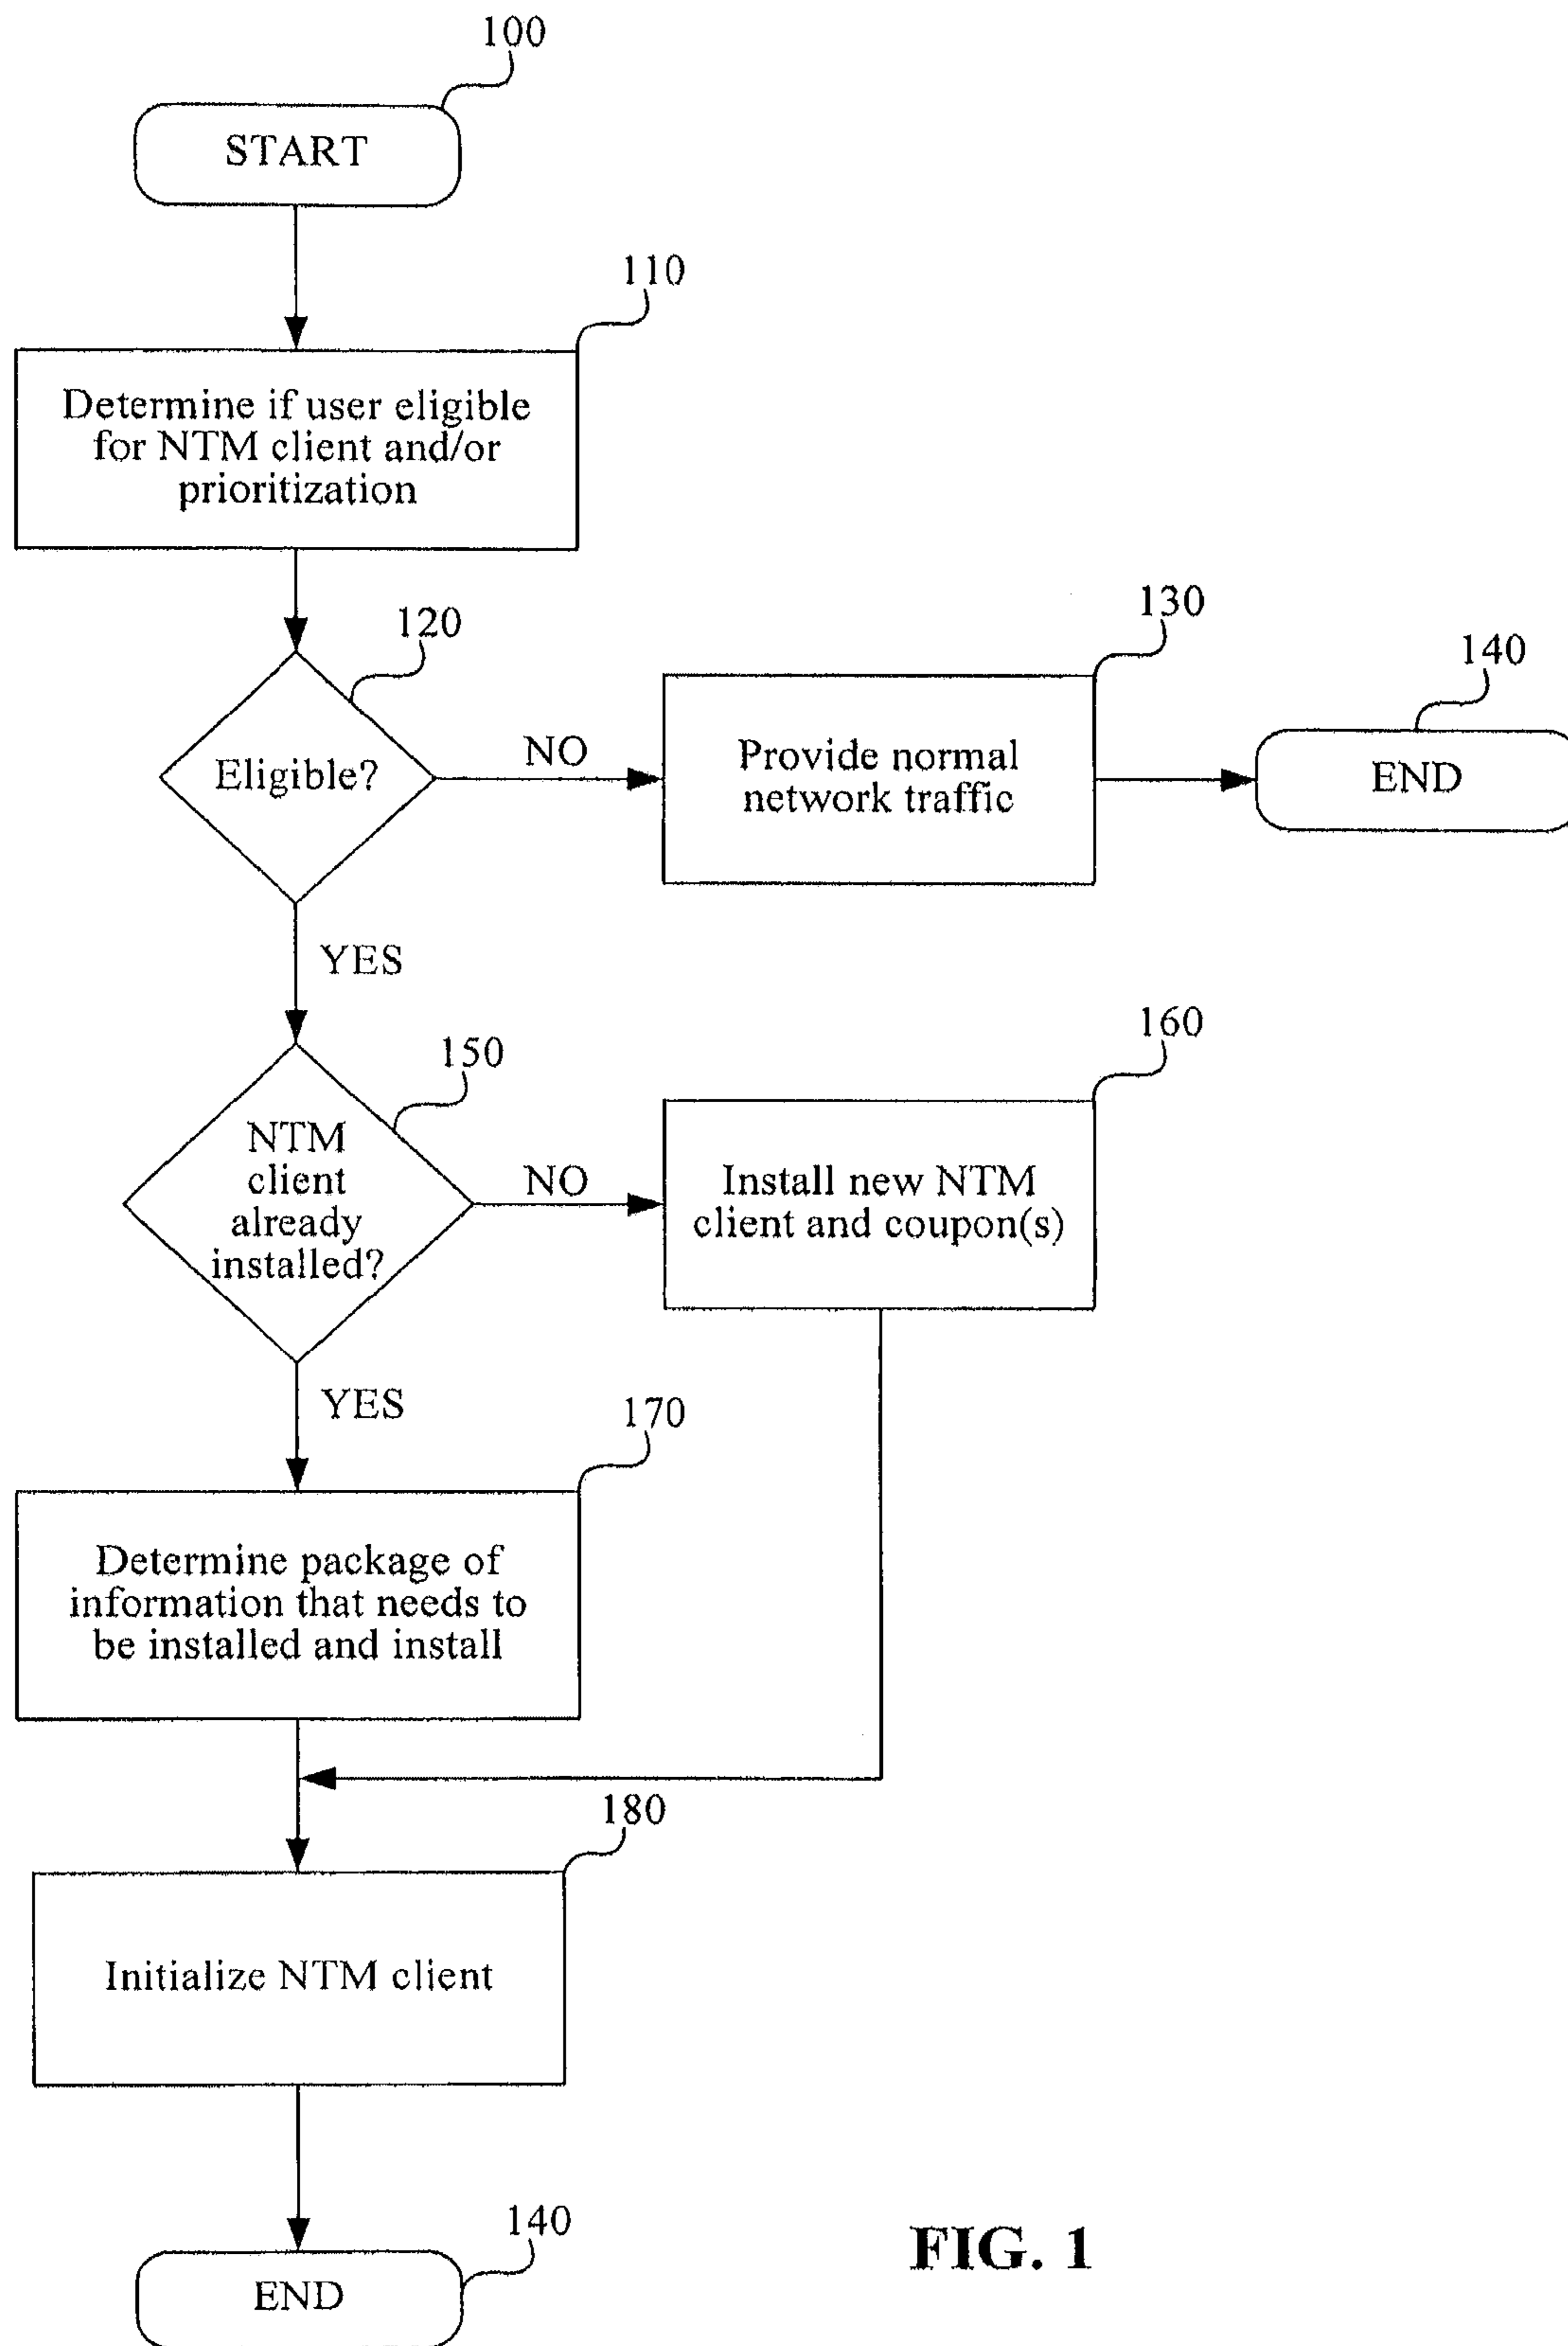 100
START
110
Determine if user eligible
for NTM client and/or
prioritization
120
Eligible?
NO
130
Provide normal
network traffic
140
END
YES
150
NTM
client
already
installed?
NO
160
Install new NTM
client and coupon(s)
YES
170
Determine package of
information that needs to
be installed and install
180
Initialize NTM client
140
END
FIG. 1